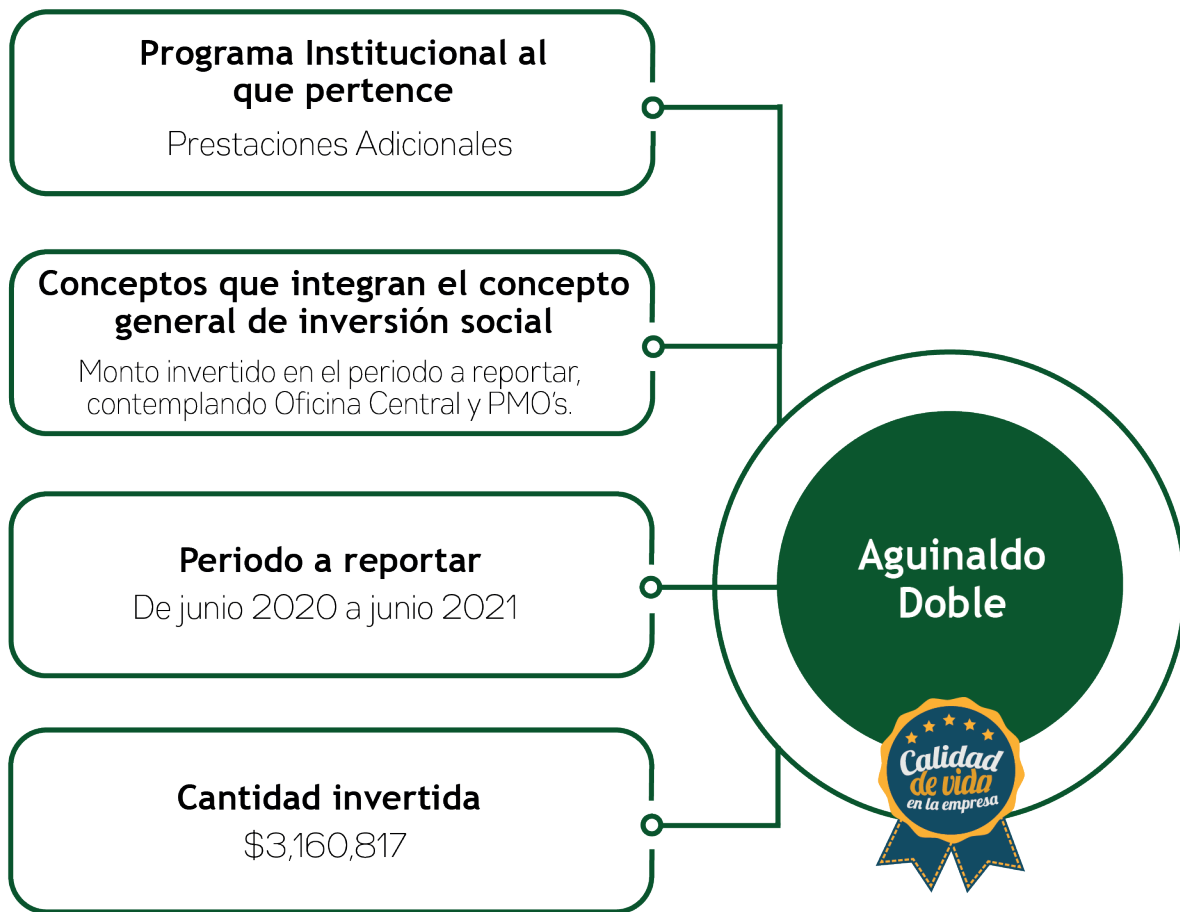 Programa Institucional al
que pertence
Prestaciones Adicionales
Conceptos que integran el concepto
general de inversión social
Monto invertido en el periodo a reportar,
contemplando Oficina Central y PMO's.
Periodo a reportar
De junio 2020 a junio 2021
Cantidad invertida
$3,160,817
Aguinaldo
Doble
Calidad
de vida
en la empresa